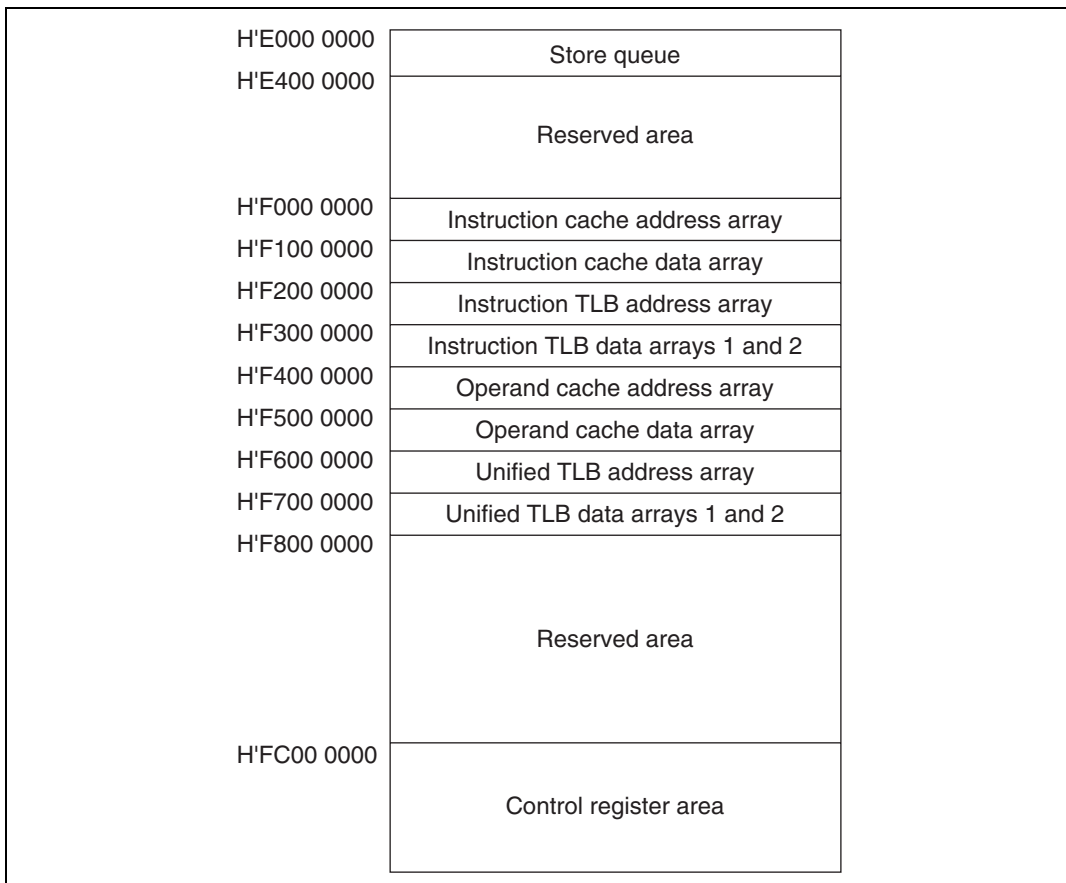 H'E000 0000
Store queue
H'E400 0000
Reserved area
H'F000 0000
Instruction cache address array
H'F100 0000
Instruction cache data array
H'F200 0000
Instruction TLB address array
H'F300 0000
Instruction TLB data arrays 1 and 2
H'F400 0000
Operand cache address array
H'F500 0000
Operand cache data array
H'F600 0000
Unified TLB address array
H'F700 0000
Unified TLB data arrays 1 and 2
H'F800 0000
Reserved area
H'FC00 0000
Control register area